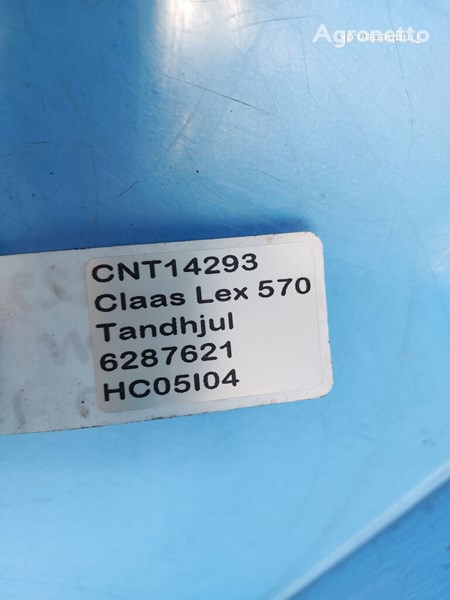 Agronetto
CNT14293
Claas Lex 570
Tandhjul
6287621
HC05I04